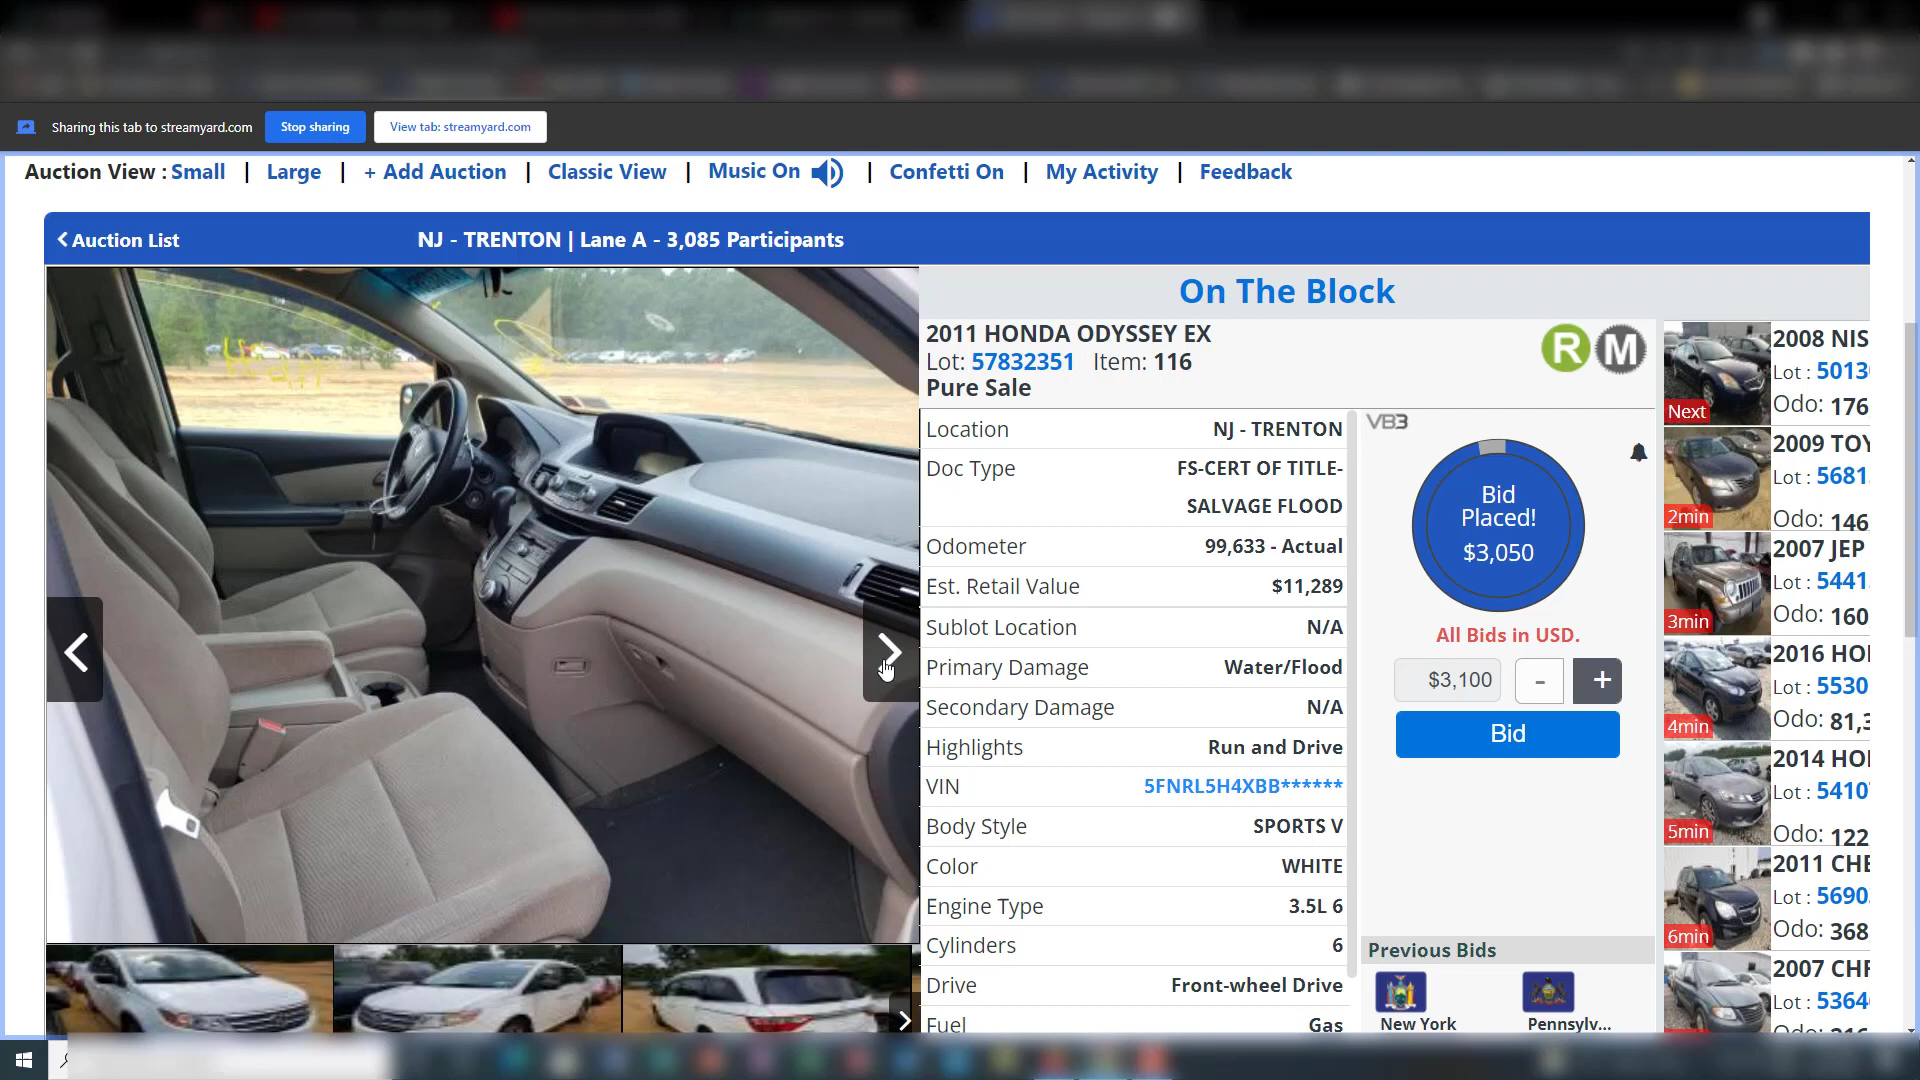 Sharing this tab to streamyard.com
Stop sharing
View tab: streamyard.com
Auction View : Small | Large | + Add Auction | Classic View | Music On | Confetti On | My Activity | Feedback
Auction List
NJ - TRENTON | Lane A - 3,085 Participants
On The Block
2011 HONDA ODYSSEY EX
Lot: 57832351 Item: 116
Pure Sale
R M
Location NJ - TRENTON
Doc Type FS-CERT OF TITLE-
SALVAGE FLOOD
Odometer 99,633 - Actual
Est. Retail Value $11,289
Sublot Location N/A
Primary Damage Water/Flood
Secondary Damage N/A
Highlights Run and Drive
VIN 5FNRL5H4XBB******
Body Style SPORTS V
Color WHITE
Engine Type 3.5L 6
Cylinders 6
Drive Front-wheel Drive
Fuel Gas
VB3
Bid
Placed!
$3,050
All Bids in USD.
$3,100 - +
Bid
Previous Bids
New York
Pennsylv...
2008 NIS
Lot : 5013
Odo: 176
Next
2009 TOY
Lot : 5681
Odo: 146
2min
2007 JEP
Lot : 5441
Odo: 160
3min
2016 HO
Lot : 5530
Odo: 81,3
4min
2014 HO
Lot : 5410
Odo: 122
5min
2011 CHE
Lot : 5690
Odo: 368
6min
2007 CHR
Lot : 5364